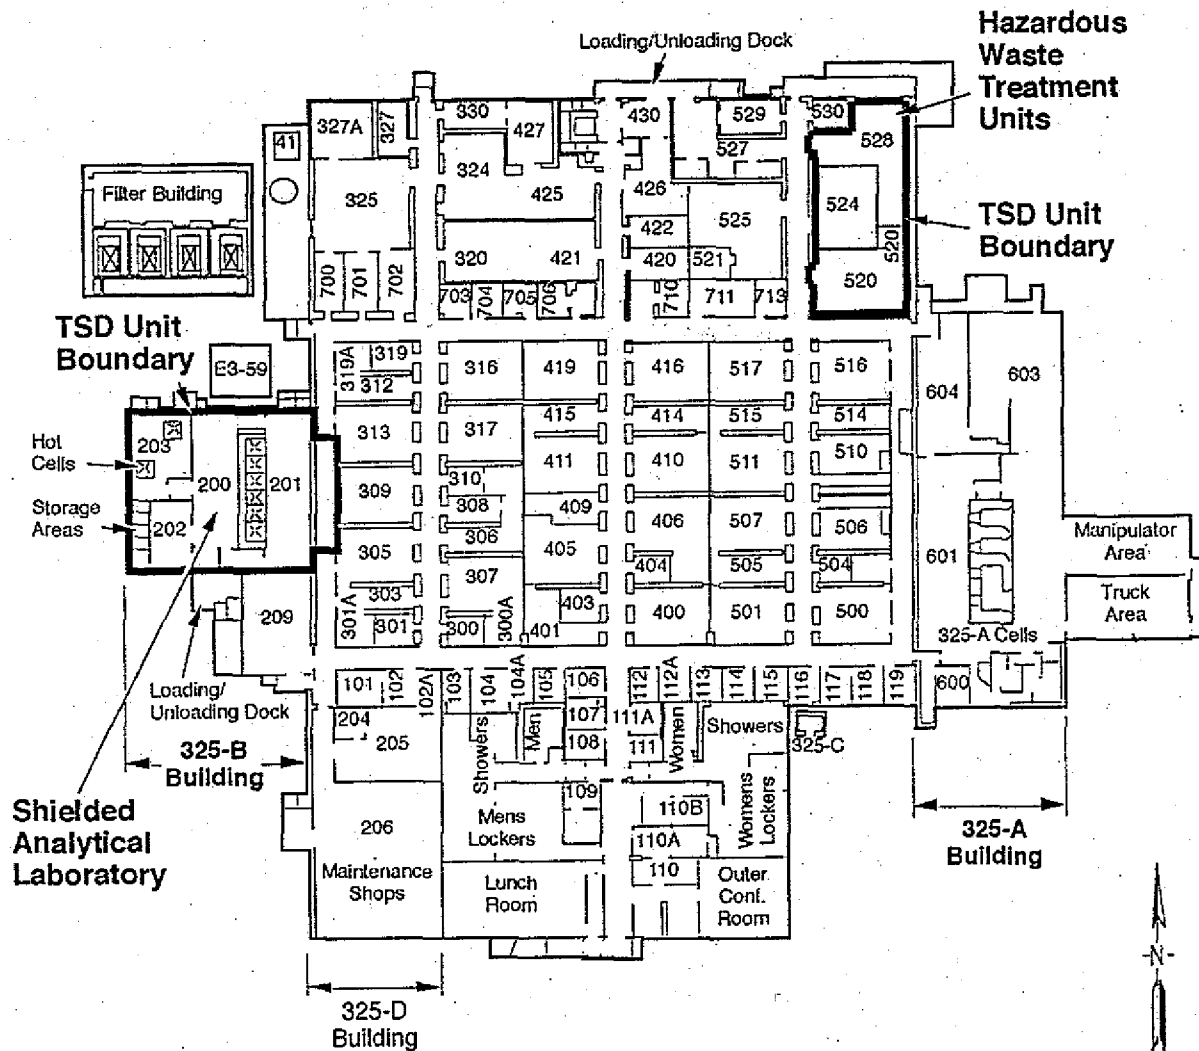 Hazardous
Waste
Treatment
Units
Loading/Unloading Dock
330
430
529
530
327A
327
427
528
41
527
324
Filter Building
325
425
426
524
525
TSD Unit
Boundary
422
520
320
421
420
521
520
700
701
702
703
704
705
706
710
711
713
TSD Unit
Boundary
E3-59
319A
319
312
316
419
416
517
516
604
603
415
414
515
514
Hot
Cells
203
313
317
411
410
511
510
200
201
309
310
308
409
Storage
Areas
202
306
406
507
506
Manipulator
Area
305
405
404
505
504
601
307
303
403
Truck
Area
209
301A
301
300
300A
401
400
501
500
325-A Cells
Loading/
Unloading Dock
101
102
102A
103
104
104A
105
106
112
112A
113
114
115
116
117
118
119
600
204
205
Showers
Men
107
108
111A
111
Women
Showers
325-C
325-B
Building
109
110B
Womens
Lockers
Shielded
Analytical
Laboratory
206
Mens
Lockers
110A
325-A
Building
Maintenance
Shops
Lunch
Room
110
Outer
Conf.
Room
-N-
325-D
Building